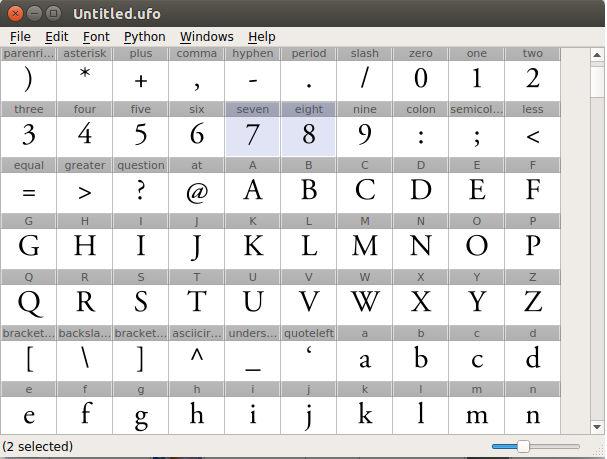 Untitled.ufo
File Edit Font Python Windows Help
parenri... asterisk plus comma hyphen period slash zero one two
) * + , - . / 0 1 2
three four five six seven eight nine colon semicol... less
3 4 5 6 7 8 9 : ; <
equal greater question at A B C D E F
= > ? @ A B C D E F
G H I J K L M N O P
G H I J K L M N O P
Q R S T U V W X Y Z
Q R S T U V W X Y Z
bracket... backsla... bracket... asciicir... unders... quoteleft a b c d
[ \ ] ^ _ ‘ a b c d
e f g h i j k l m n
e f g h i j k l m n
(2 selected)